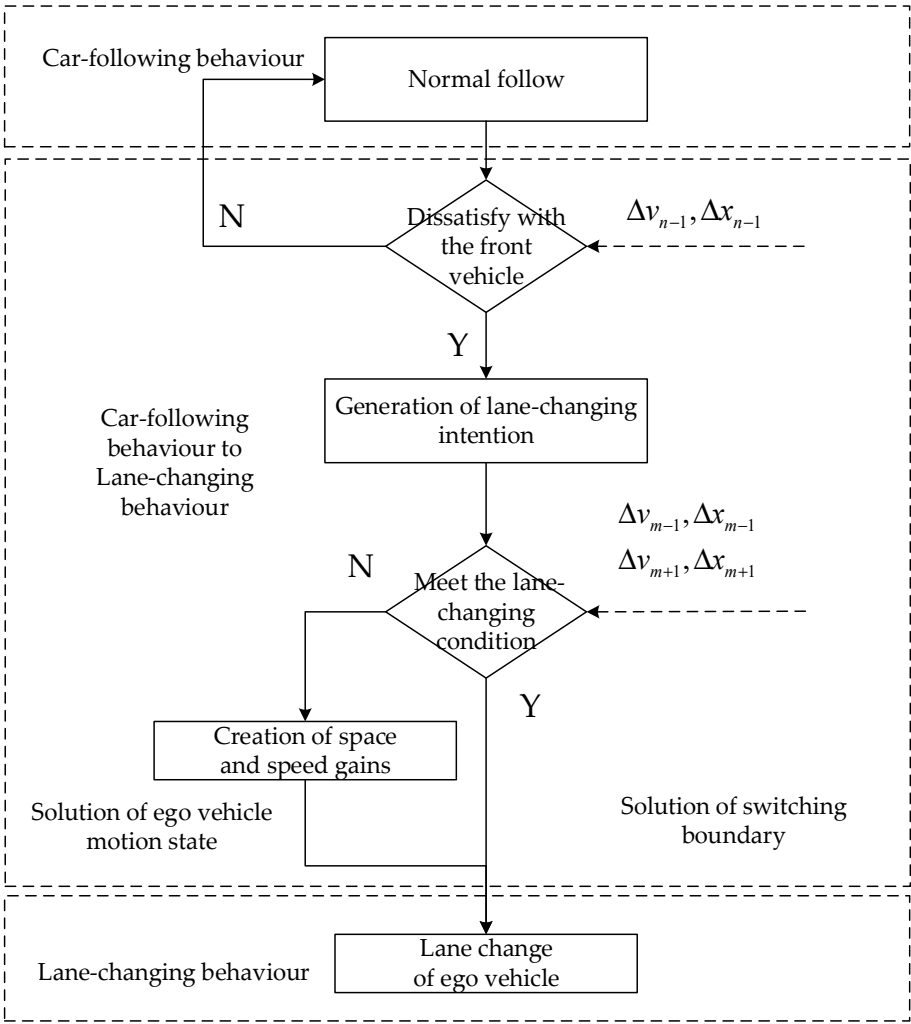 Car-following behaviour
Normal follow
N
Dissatisfy with
the front
vehicle
Δv_{n−1}, Δx_{n−1}
Y
Generation of lane-changing
intention
Car-following
behaviour to
Lane-changing
behaviour
Δv_{m−1}, Δx_{m−1}
Δv_{m+1}, Δx_{m+1}
N
Meet the lane-
changing
condition
Y
Creation of space
and speed gains
Solution of ego vehicle
motion state
Solution of switching
boundary
Lane-changing behaviour
Lane change
of ego vehicle